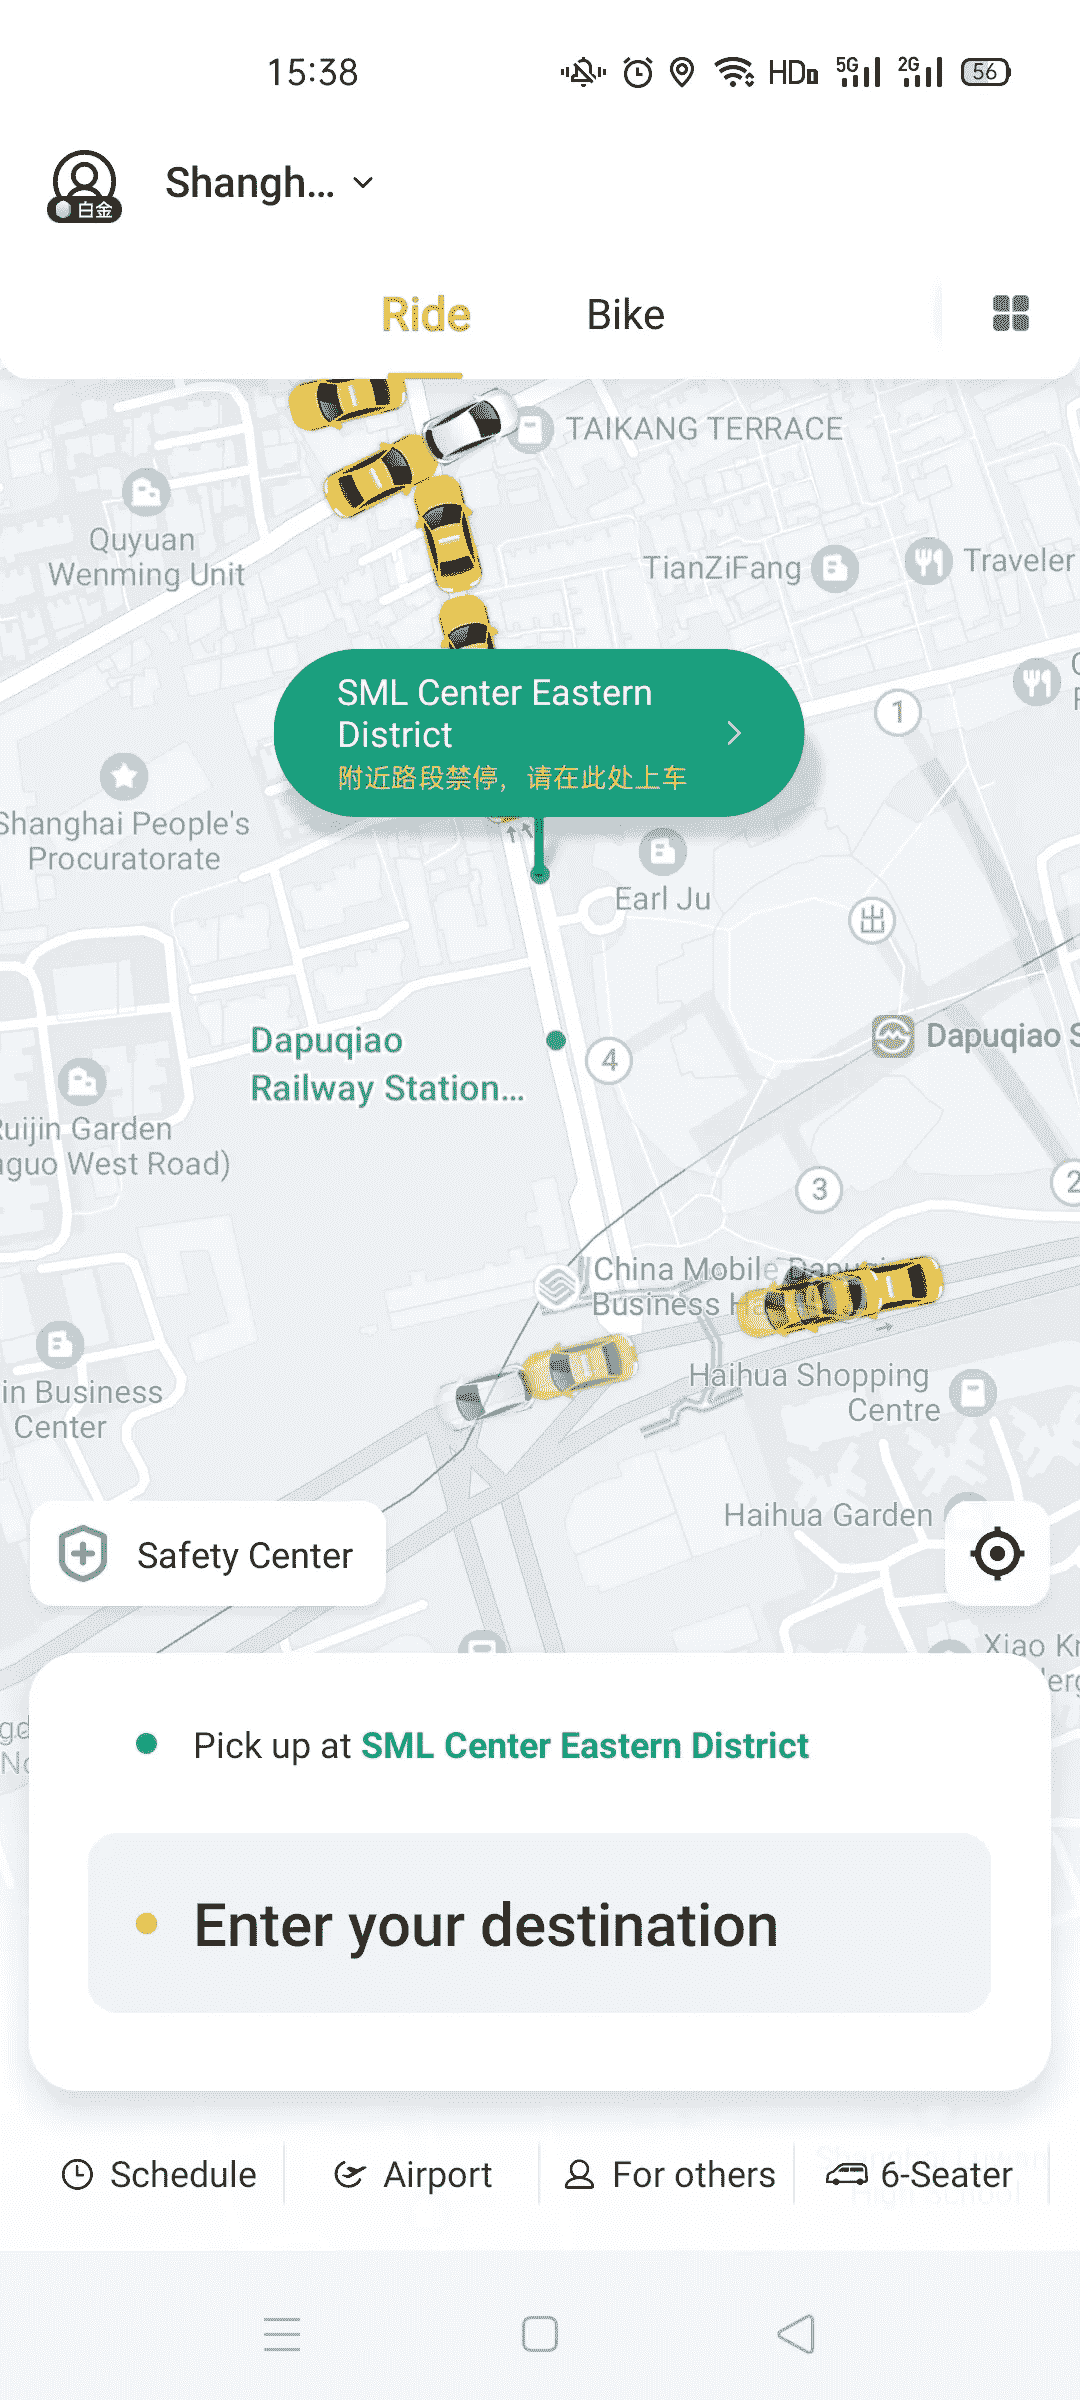 15:38
HD
5G
2G
56
白金
Shangh...
Ride
Bike
TAIKANG TERRACE
Quyuan
Wenming Unit
TianZiFang
Traveler
SML Center Eastern
District
附近路段禁停，请在此处上车
1
Shanghai People's
Procuratorate
Earl Ju
出
Dapuqiao
Railway Station...
4
Dapuqiao S
Ruijin Garden
aguo West Road)
3
2
China Mobile Dapuqi
Business Ha
in Business
Center
Haihua Shopping
Centre
Haihua Garden
Safety Center
Xiao K
Pick up at SML Center Eastern District
Enter your destination
Schedule
Airport
For others
6-Seater